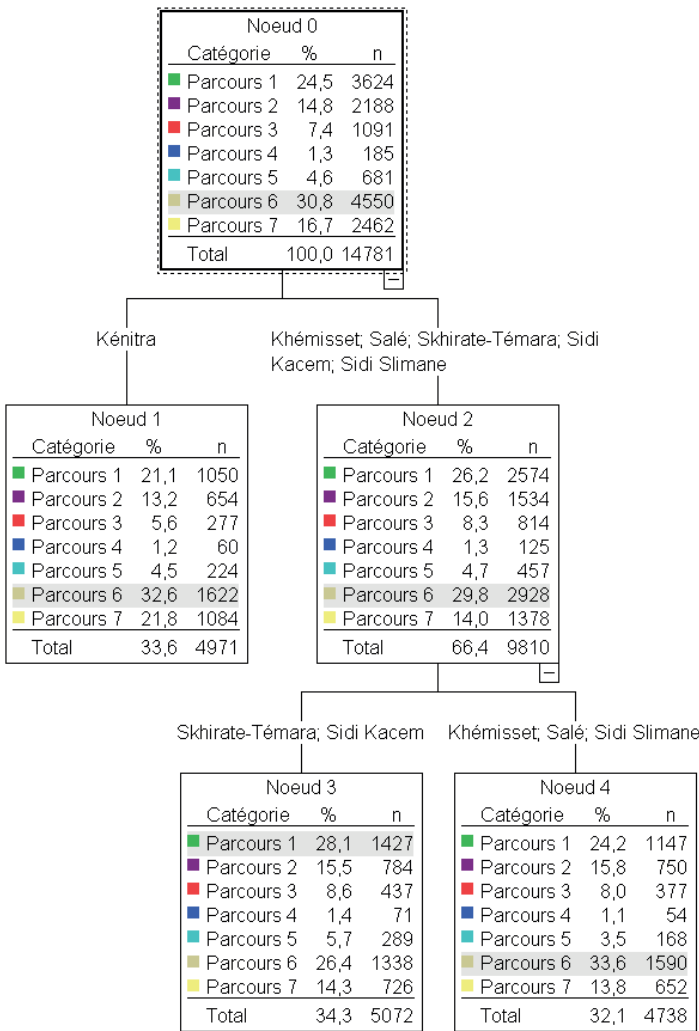 Noeud 0
Catégorie % n
Parcours 1 24,5 3624
Parcours 2 14,8 2188
Parcours 3 7,4 1091
Parcours 4 1,3 185
Parcours 5 4,6 681
Parcours 6 30,8 4550
Parcours 7 16,7 2462
Total 100,0 14781
Kénitra
Khémisset; Salé; Skhirate-Témara; Sidi
Kacem; Sidi Slimane
Noeud 1
Catégorie % n
Parcours 1 21,1 1050
Parcours 2 13,2 654
Parcours 3 5,6 277
Parcours 4 1,2 60
Parcours 5 4,5 224
Parcours 6 32,6 1622
Parcours 7 21,8 1084
Total 33,6 4971
Noeud 2
Catégorie % n
Parcours 1 26,2 2574
Parcours 2 15,6 1534
Parcours 3 8,3 814
Parcours 4 1,3 125
Parcours 5 4,7 457
Parcours 6 29,8 2928
Parcours 7 14,0 1378
Total 66,4 9810
Skhirate-Témara; Sidi Kacem
Khémisset; Salé; Sidi Slimane
Noeud 3
Catégorie % n
Parcours 1 28,1 1427
Parcours 2 15,5 784
Parcours 3 8,6 437
Parcours 4 1,4 71
Parcours 5 5,7 289
Parcours 6 26,4 1338
Parcours 7 14,3 726
Total 34,3 5072
Noeud 4
Catégorie % n
Parcours 1 24,2 1147
Parcours 2 15,8 750
Parcours 3 8,0 377
Parcours 4 1,1 54
Parcours 5 3,5 168
Parcours 6 33,6 1590
Parcours 7 13,8 652
Total 32,1 4738